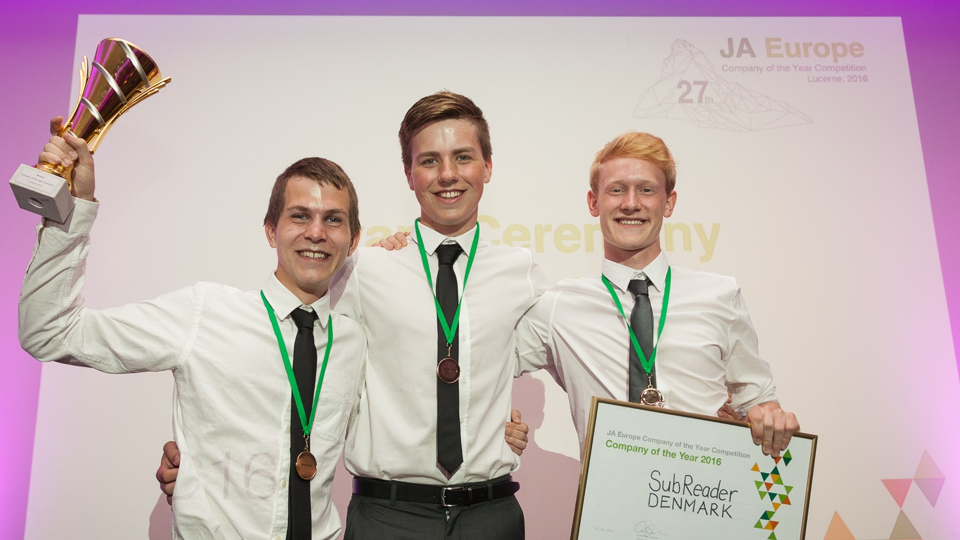 JA Europe
Company of the Year Competition
Lucerne, 2016
27th
Ceremony
16
JA Europe Company of the Year Competition
Company of the Year 2016
SubReader
DENMARK